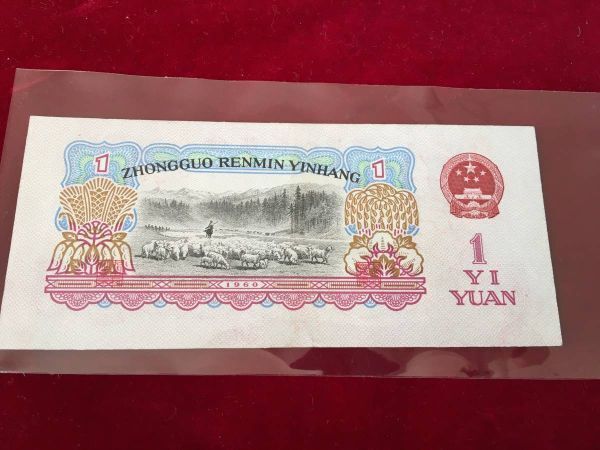 1
ZHONGGUO RENMIN YINHANG
1
1960
1
YI
YUAN